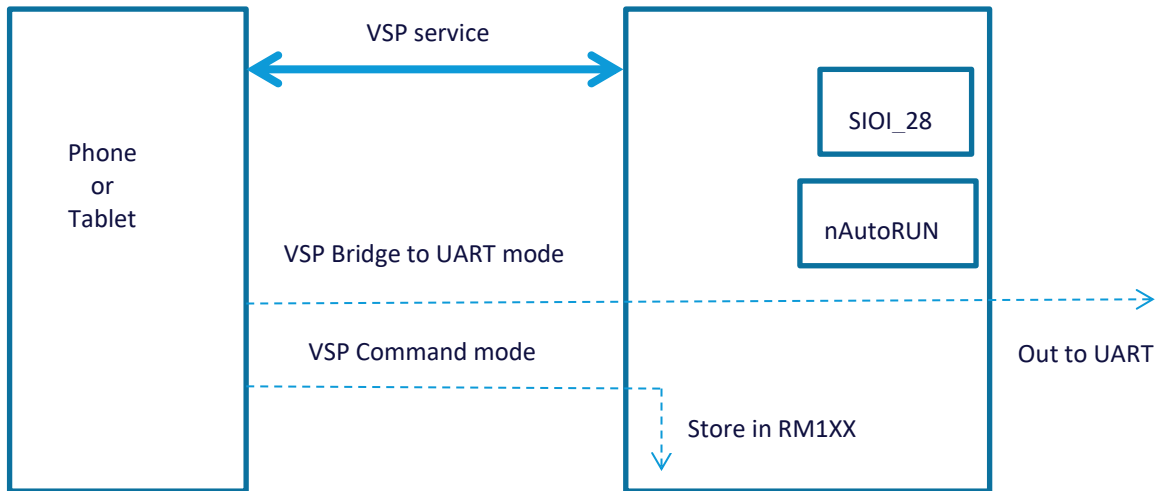 VSP service
SIOI_28
Phone
or
Tablet
nAutoRUN
VSP Bridge to UART mode
VSP Command mode
Out to UART
Store in RM1XX